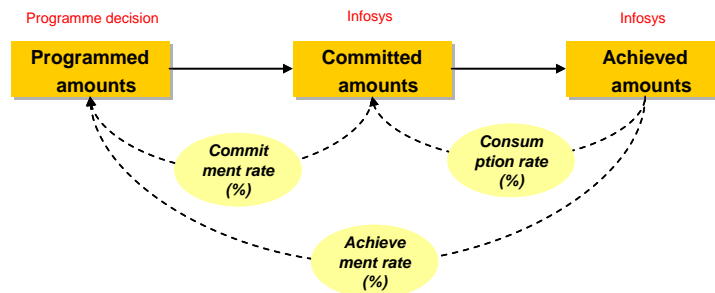 Programme decision
Infosys
Infosys
Programmed
amounts
Committed
amounts
Achieved
amounts
Commit
ment rate
(%)
Consum
ption rate
(%)
Achieve
ment rate
(%)